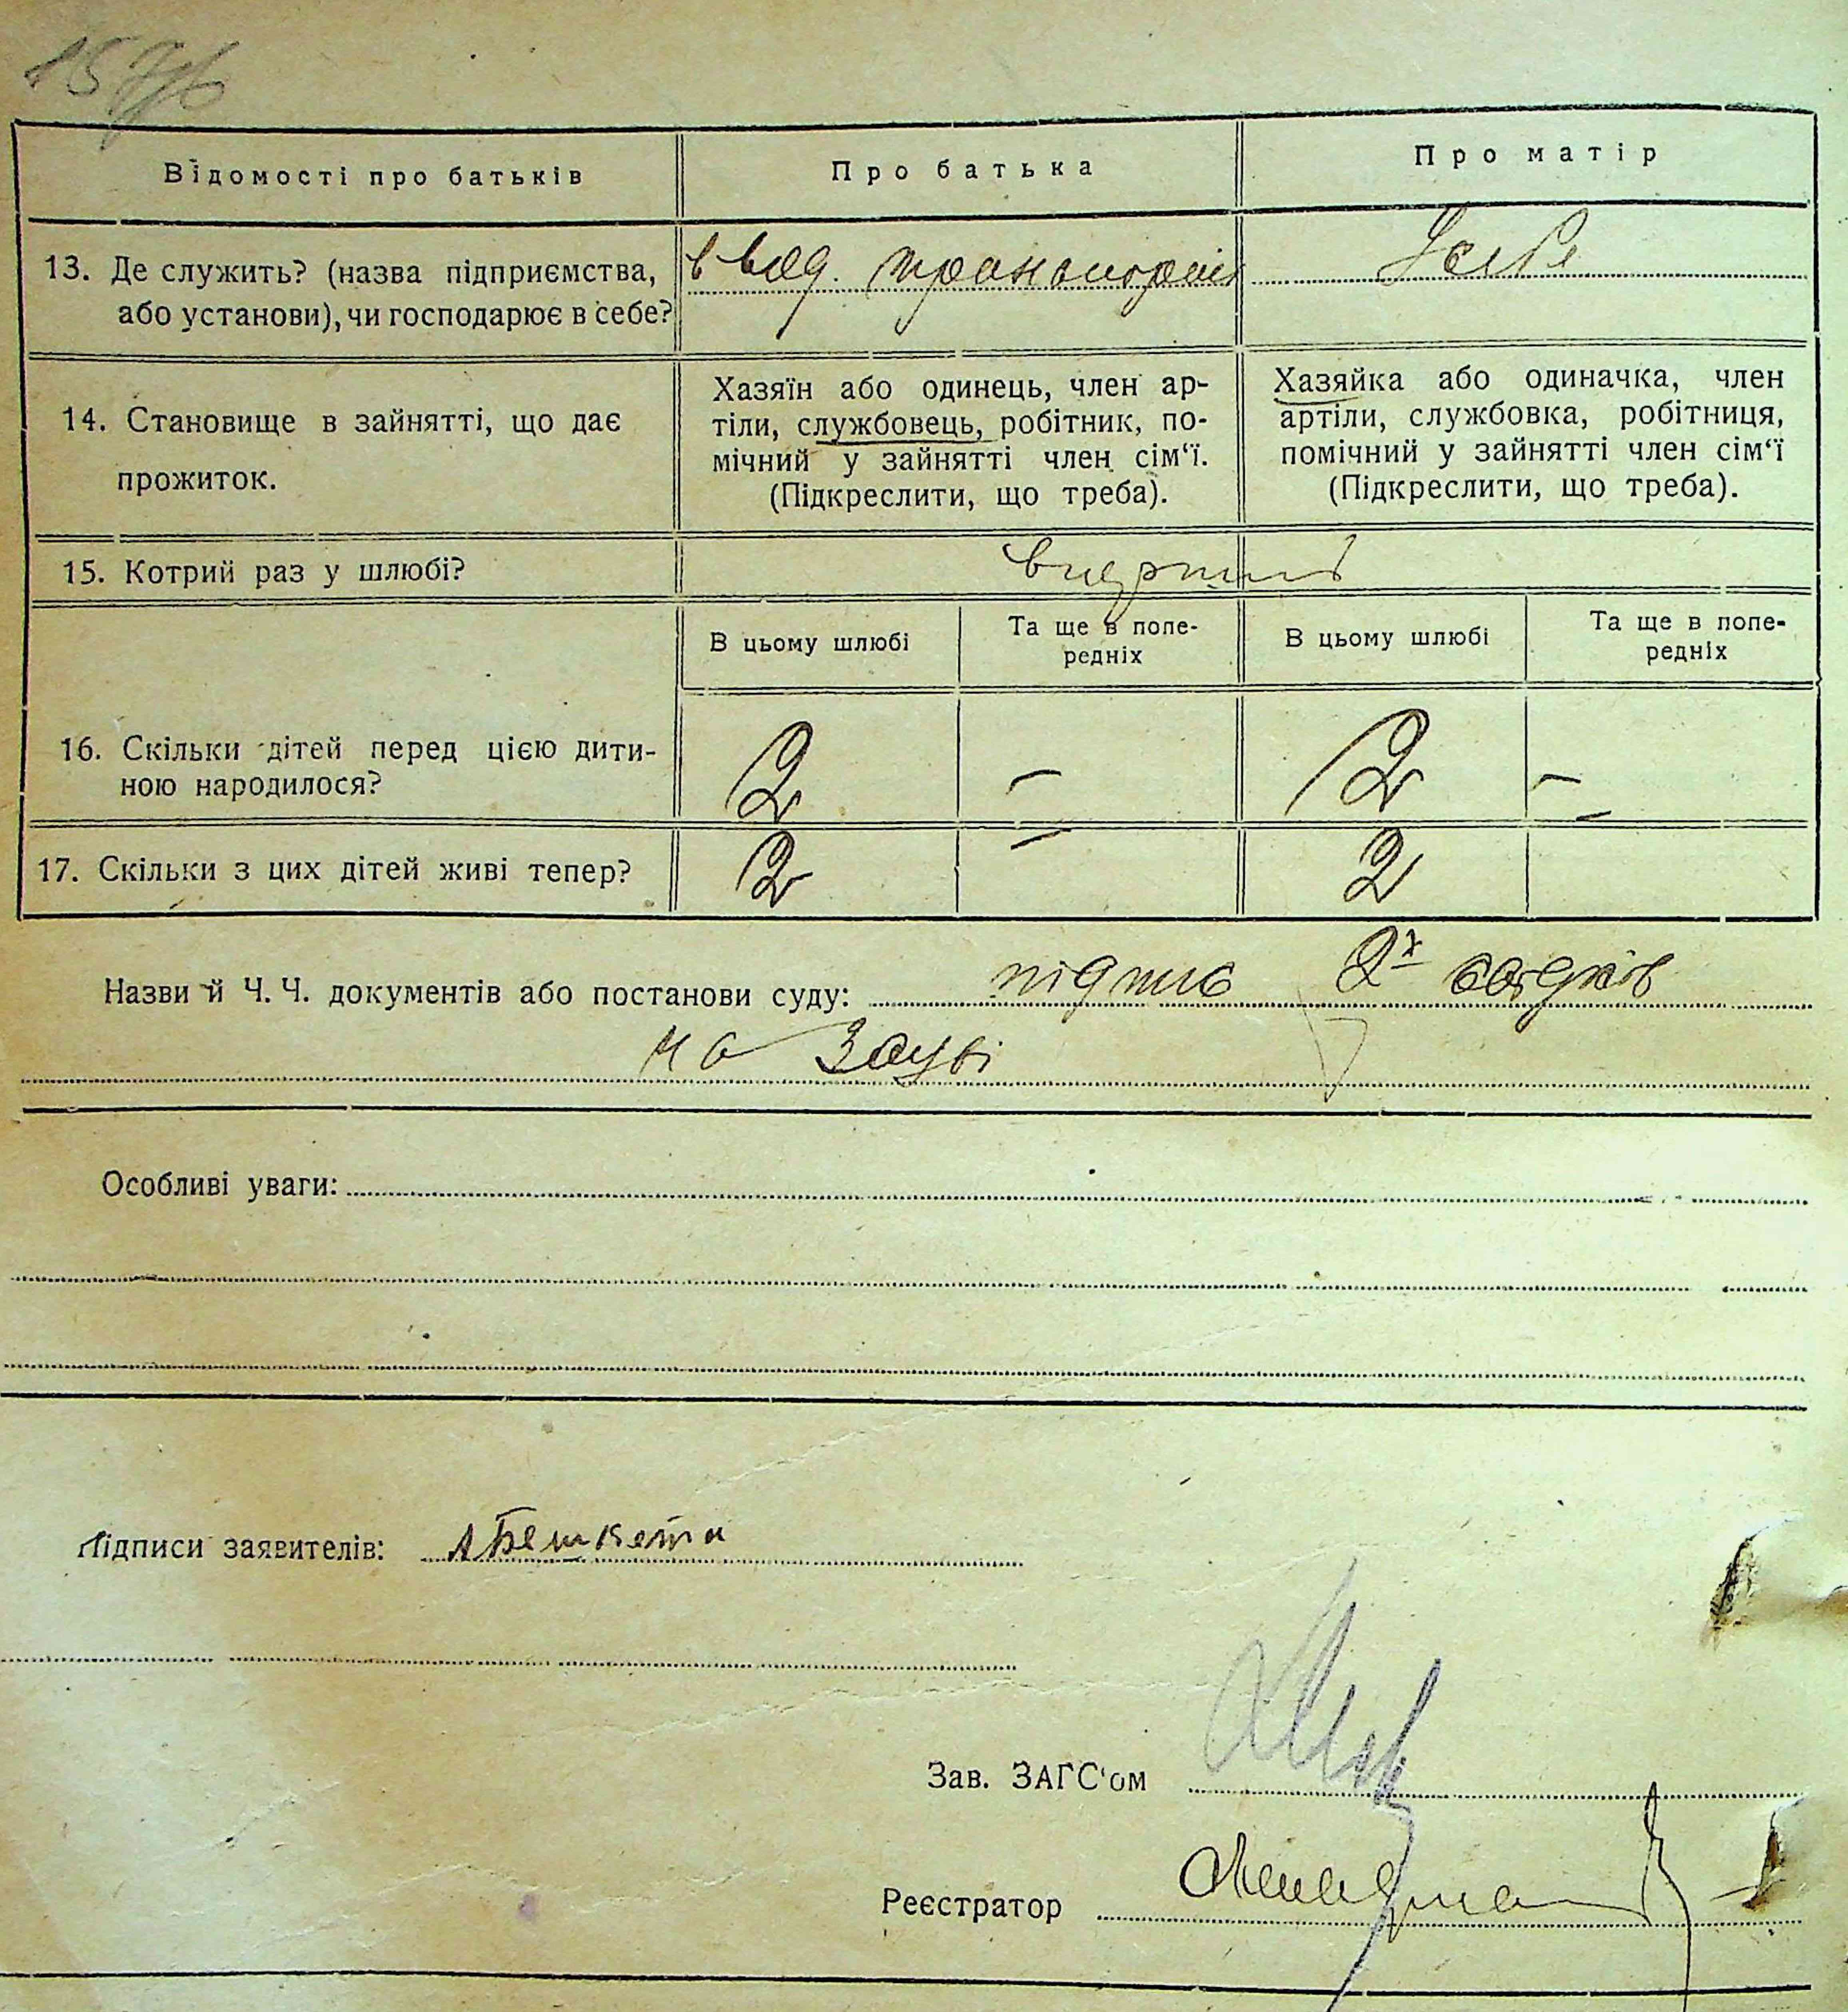 Відомості про батьків
Про батька
Про матір
13. Де служить? (назва підприємства,
або установи), чи господарює в себе?
в вод. транспорті
14. Становище в зайнятті, що дає
прожиток.
Хазяїн або одинець, член ар-
тіли, службовець, робітник, по-
мічний у зайнятті член сім‘ї.
(Підкреслити, що треба).
Хазяйка або одиначка, член
артіли, службовка, робітниця,
помічний у зайнятті член сім‘ї
(Підкреслити, що треба).
15. Котрий раз у шлюбі?
вперший
В цьому шлюбі
Та ще в попе-
редніх
В цьому шлюбі
Та ще в попе-
редніх
16. Скільки дітей перед цією дити-
ною народилося?
2 – 2 –
17. Скільки з цих дітей живі тепер?
2 – 2 –
Назви й Ч. Ч. документів або постанови суду: підпис 2х свідків
на заяві
Особливі уваги:
Підписи заявителів:
Зав. ЗАГС‘ом
Реєстратор